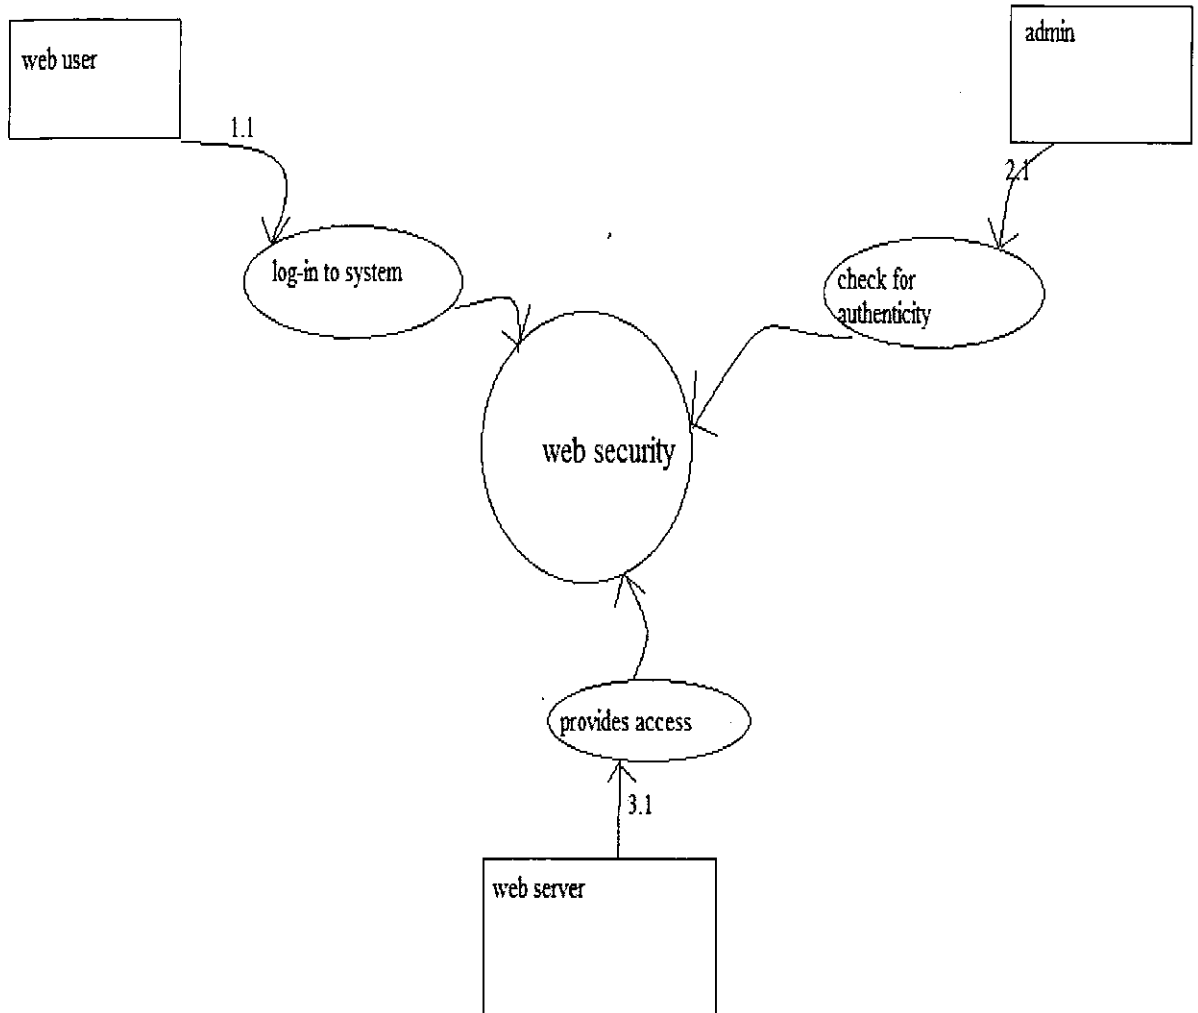 web user
admin
1.1
2.1
log-in to system
check for
authenticity
web security
provides access
3.1
web server